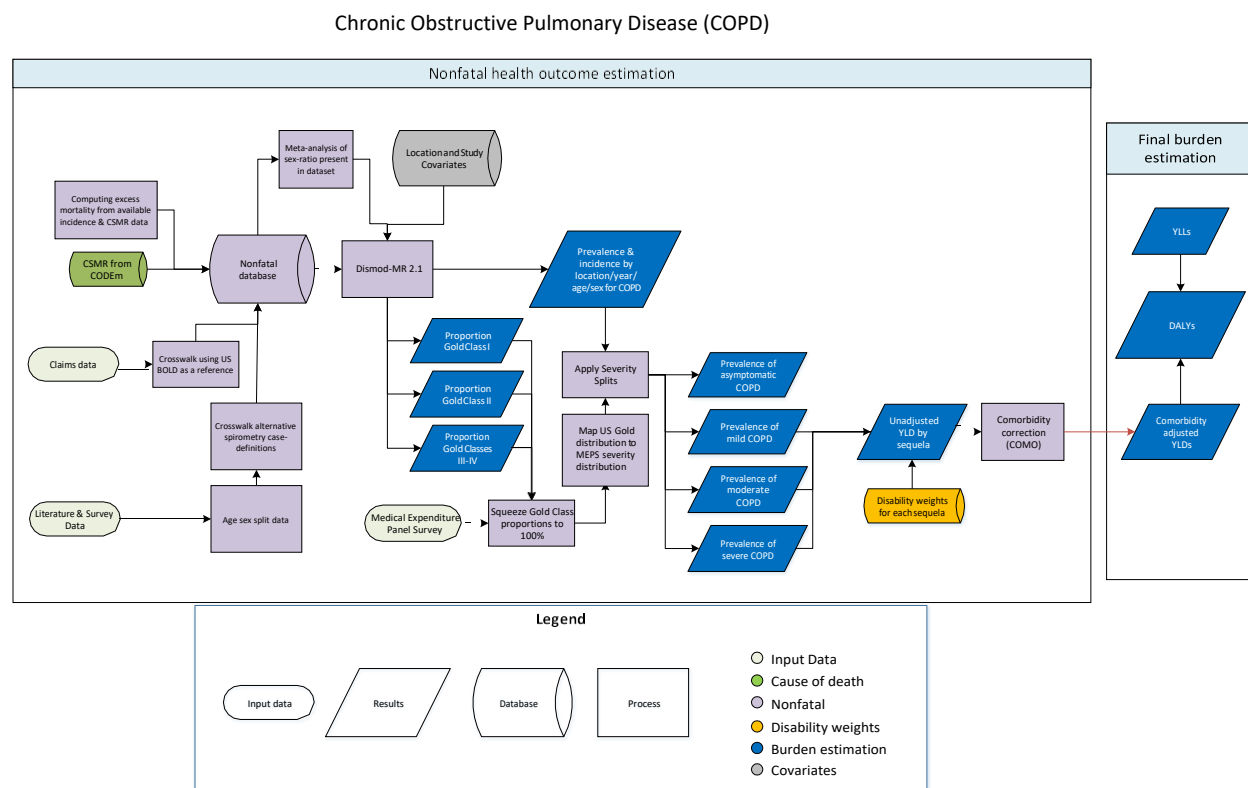 Chronic Obstructive Pulmonary Disease (COPD)
Nonfatal health outcome estimation
Final burden
estimation
Meta-analysis of
sex-ratio present
in dataset
Location and Study
Covariates
Computing excess
mortality from available
incidence & CSMR data
CSMR from
CODEm
Nonfatal
database
Dismod-MR 2.1
Prevalence &
incidence by
location/year/
age/sex for COPD
YLLs
DALYs
Claims data
Crosswalk using US
BOLD as a reference
Proportion
Gold Class I
Proportion
Gold Class II
Proportion
Gold Classes
III-IV
Apply Severity
Splits
Prevalence of
asymptomatic
COPD
Crosswalk alternative
spirometry case-
definitions
Map US Gold
distribution to
MEPS severity
distribution
Prevalence of
mild COPD
Unadjusted
YLD by
sequela
Comorbidity
correction
(COMO)
Comorbidity
adjusted
YLDs
Prevalence of
moderate
COPD
Disability weights
for each sequela
Literature & Survey
Data
Age sex split data
Medical Expenditure
Panel Survey
Squeeze Gold Class
proportions to
100%
Prevalence of
severe COPD
Legend
Input data
Results
Database
Process
Input Data
Cause of death
Nonfatal
Disability weights
Burden estimation
Covariates